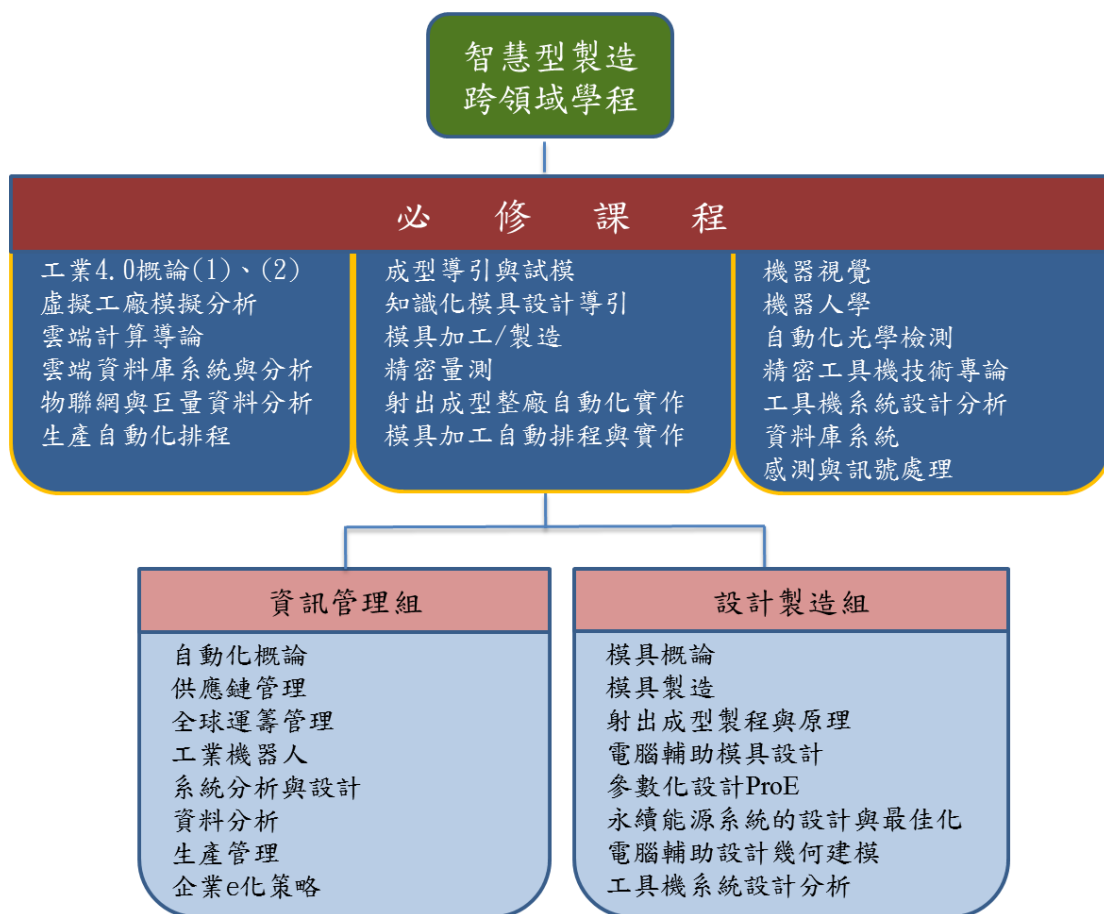 智慧型製造
跨領域學程
必修課程
工業4.0概論(1)、(2)
虛擬工廠模擬分析
雲端計算導論
雲端資料庫系統與分析
物聯網與巨量資料分析
生產自動化排程
成型導引與試模
知識化模具設計導引
模具加工/製造
精密量測
射出成型整廠自動化實作
模具加工自動排程與實作
機器視覺
機器人學
自動化光學檢測
精密工具機技術專論
工具機系統設計分析
資料庫系統
感測與訊號處理
資訊管理組
自動化概論
供應鏈管理
全球運籌管理
工業機器人
系統分析與設計
資料分析
生產管理
企業e化策略
設計製造組
模具概論
模具製造
射出成型製程與原理
電腦輔助模具設計
參數化設計ProE
永續能源系統的設計與最佳化
電腦輔助設計幾何建模
工具機系統設計分析